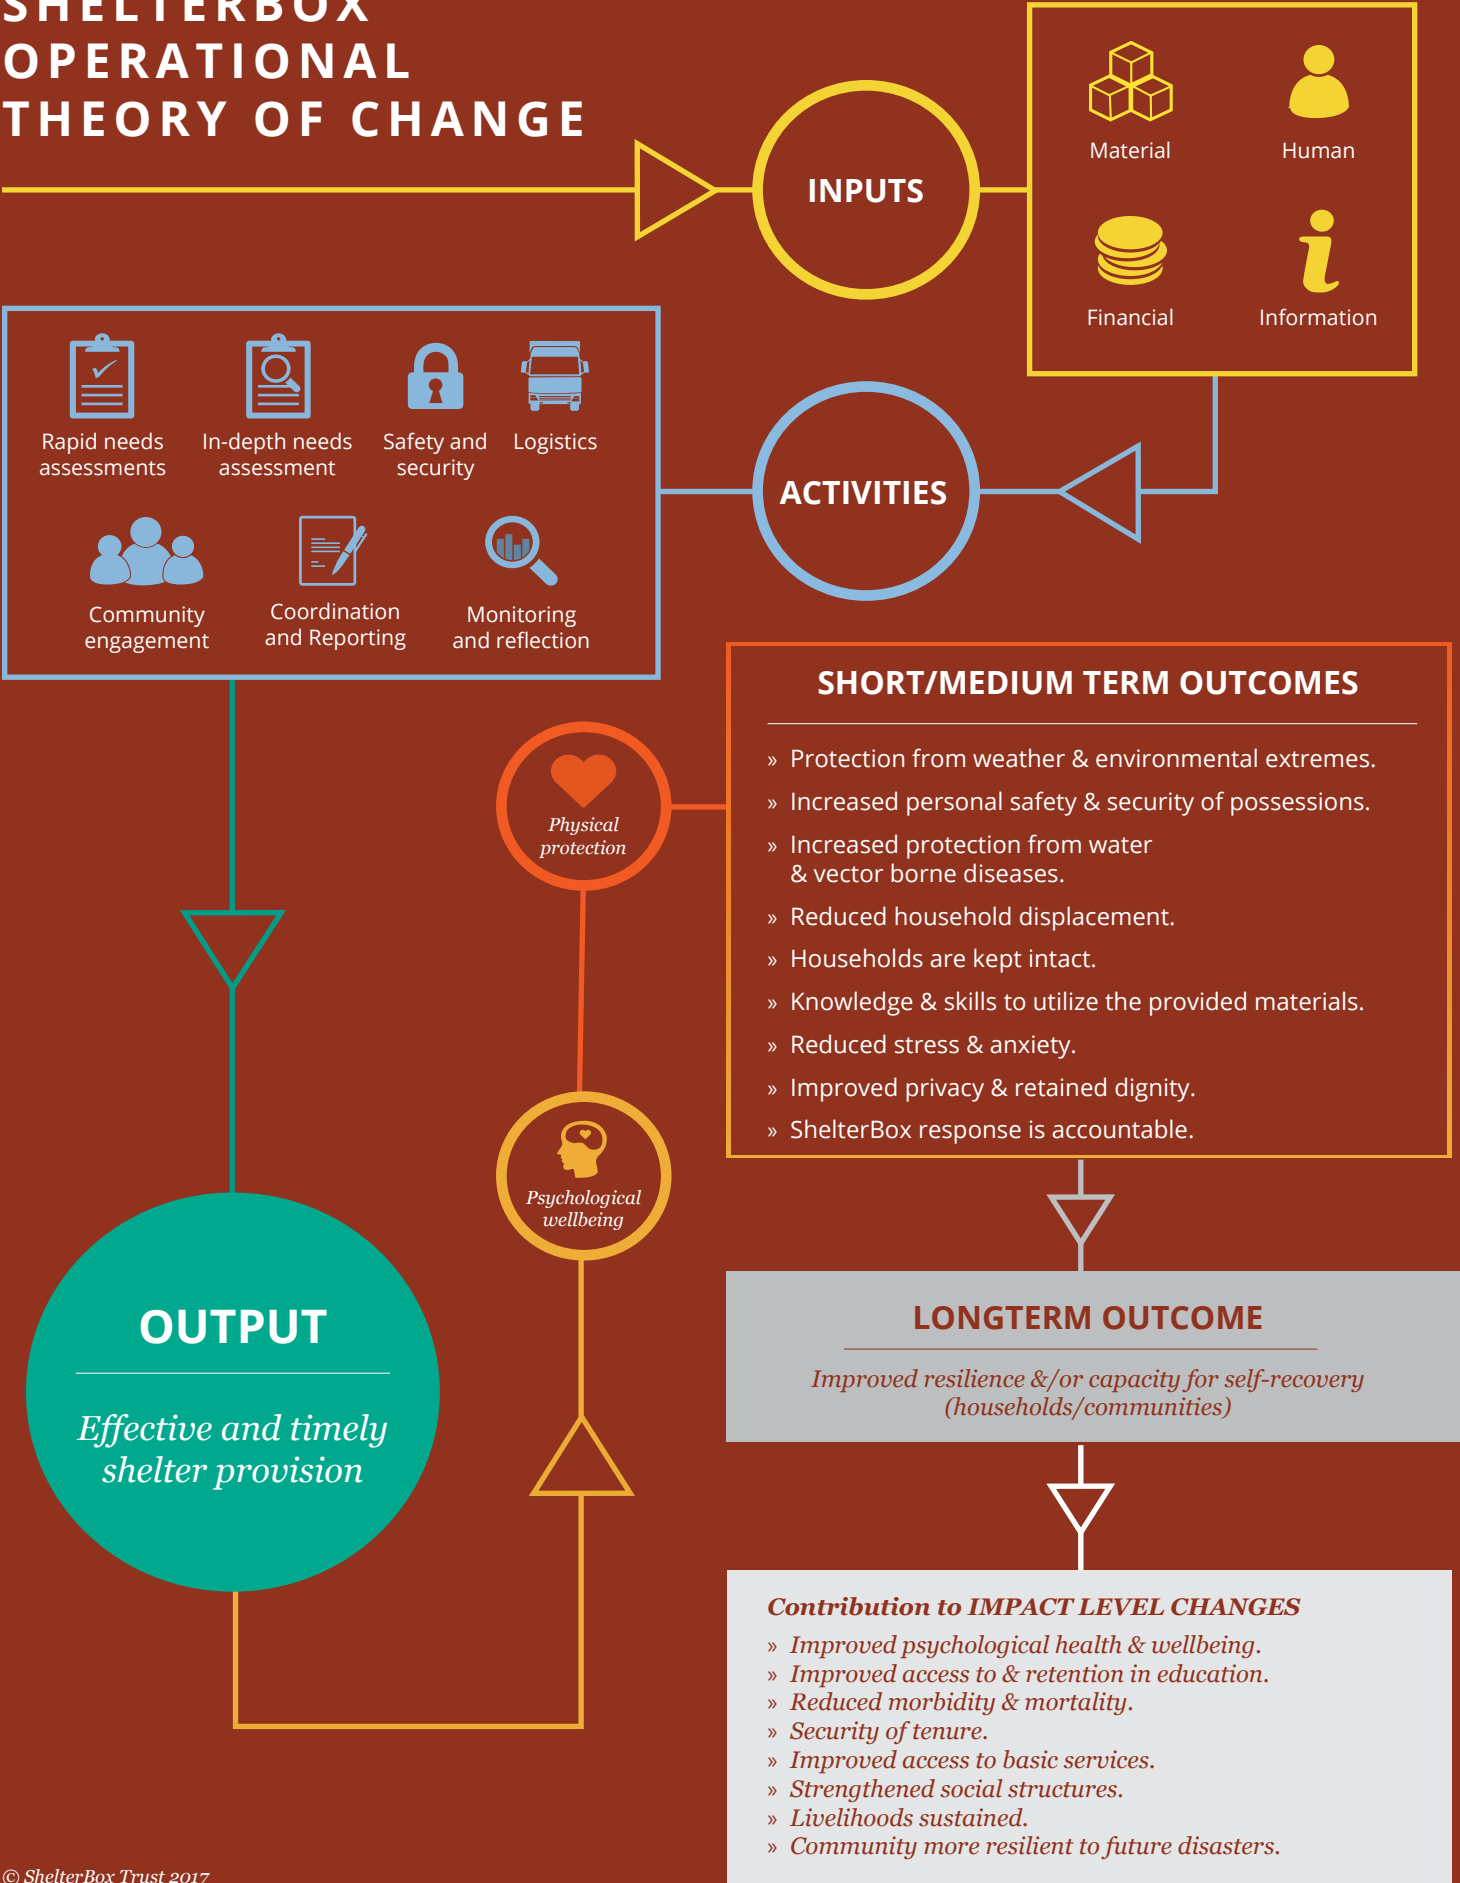 SHELTERBOX
OPERATIONAL
THEORY OF CHANGE
INPUTS
Material
Human
Financial
Information
ACTIVITIES
Rapid needs
assessments
In-depth needs
assessment
Safety and
security
Logistics
Community
engagement
Coordination
and Reporting
Monitoring
and reflection
OUTPUT
Effective and timely
shelter provision
Psychological
wellbeing
Physical
protection
SHORT/MEDIUM TERM OUTCOMES
» Protection from weather & environmental extremes.
» Increased personal safety & security of possessions.
» Increased protection from water
& vector borne diseases.
» Reduced household displacement.
» Households are kept intact.
» Knowledge & skills to utilize the provided materials.
» Reduced stress & anxiety.
» Improved privacy & retained dignity.
» ShelterBox response is accountable.
LONGTERM OUTCOME
Improved resilience &/or capacity for self-recovery
(households/communities)
Contribution to IMPACT LEVEL CHANGES
» Improved psychological health & wellbeing.
» Improved access to & retention in education.
» Reduced morbidity & mortality.
» Security of tenure.
» Improved access to basic services.
» Strengthened social structures.
» Livelihoods sustained.
» Community more resilient to future disasters.
© ShelterBox Trust 2017